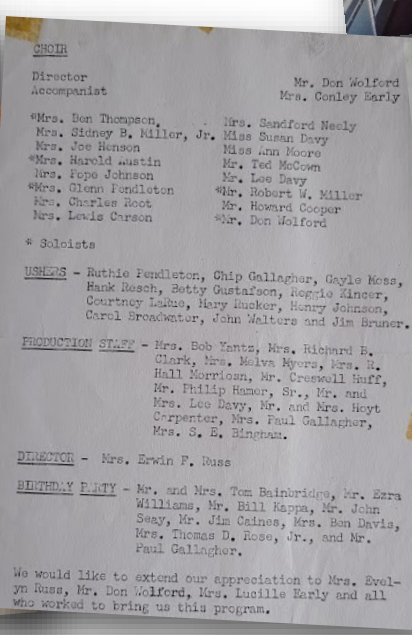 CHOIR
Director Mr. Don Wolford
Accompanist Mrs. Conley Early
*Mrs. Ben Thompson, Mrs. Sandford Neely
Mrs. Sidney B. Miller, Jr. Miss Susan Davy
Mrs. Joe Henson Miss Ann Moore
*Mrs. Harold Austin Mr. Ted McCown
Mrs. Pope Johnson Mr. Lee Davy
*Mrs. Glenn Pendleton *Mr. Robert W. Miller
Mrs. Charles Root Mr. Howard Cooper
Mrs. Lewis Carson *Mr. Don Wolford
* Soloists
USHERS - Ruthie Pendleton, Chip Gallagher, Gayle Moss,
Hank Resch, Betty Gustafson, Reggie Kincer,
Courtney LaRue, Mary Rucker, Henry Johnson,
Carol Broadwater, John Walters and Jim Bruner.
PRODUCTION STAFF - Mrs. Bob Yantz, Mrs. Richard B.
Clark, Mrs. Melva Myers, Mrs. R.
Hall Morriosn, Mr. Creswell Huff,
Mr. Philip Hamer, Sr., Mr. and
Mrs. Lee Davy, Mr. and Mrs. Hoyt
Carpenter, Mrs. Paul Gallagher,
Mrs. S. E. Bingham.
DIRECTOR - Mrs. Erwin F. Russ
BIRTHDAY PARTY - Mr. and Mrs. Tom Bainbridge, Mr. Ezra
Williams, Mr. Bill Kappa, Mr. John
Seay, Mr. Jim Caines, Mrs. Ben Davis,
Mrs. Thomas D. Rose, Jr., and Mr.
Paul Gallagher.
We would like to extend our appreciation to Mrs. Evel-
yn Russ, Mr. Don Wolford, Mrs. Lucille Early and all
who worked to bring us this program.